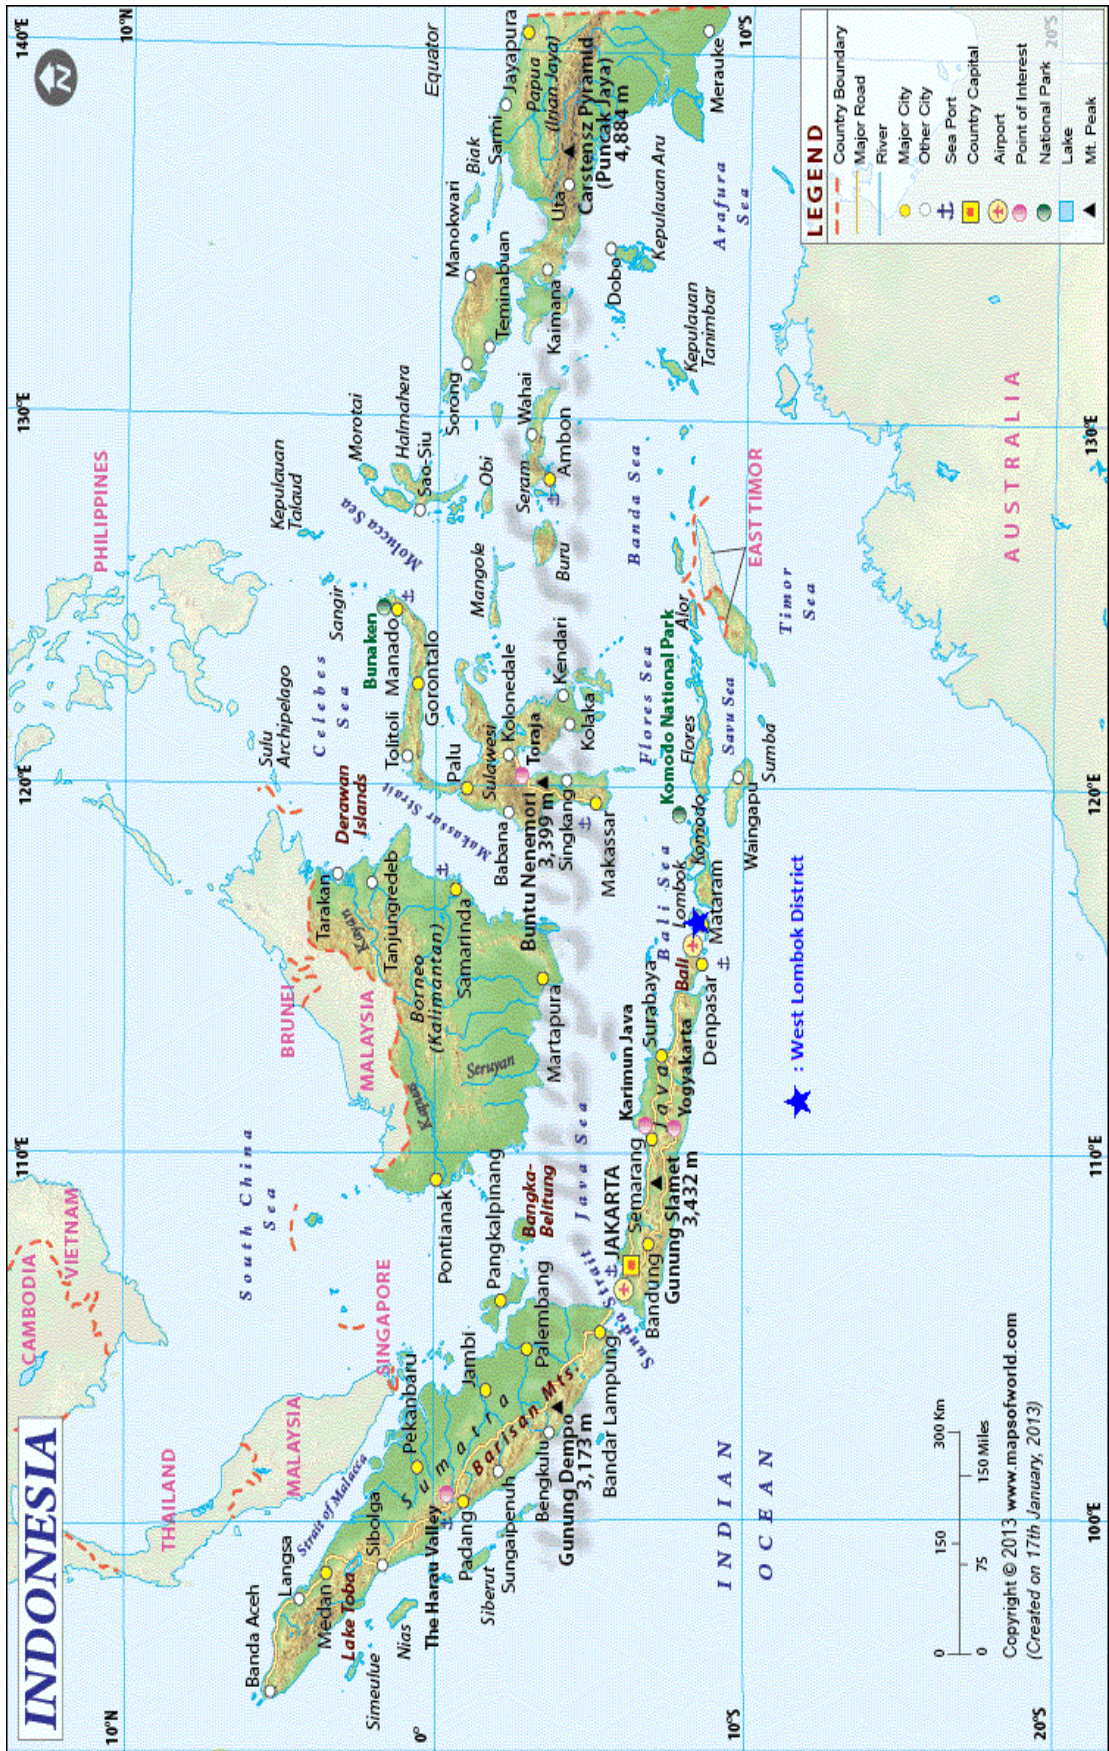 INDONESIA
10°N
140°E
130°E
120°E
110°E
10°N
0°
10°S
20°S
100°E
110°E
120°E
130°E
10°S
20°S
Equator
CAMBODIA
VIETNAM
THAILAND
MALAYSIA
SINGAPORE
BRUNEI
MALAYSIA
PHILIPPINES
EAST TIMOR
AUSTRALIA
South China
Sea
Strait of Malacca
Sulu
Archipelago
Celebes
Sea
Makassar Strait
Molucca Sea
Kepulauan
Talaud
Sangir
Banda Aceh
Langsa
Medan
Lake Toba
Simeulue
Sibolga
Nias
Pekanbaru
The Harau Valley
Padang
Siberut
Sungaipenuh
Sumatra
Barisan Mts.
Jambi
Bengkulu
Gunung Dempo
3,173 m
Palembang
Bandar Lampung
Pangkalpinang
Bangka-
Belitung
Sunda Strait
Java Sea
JAKARTA
Bandung
Semarang
Gunung Slamet
3,432 m
Java
Karimun Java
Yogyakarta
Surabaya
Bali
Denpasar
Bali Sea
Lombok
Mataram
Pontianak
Kapuas
Seruyan
Borneo
(Kalimantan)
Kayan
Tarakan
Derawan
Islands
Tanjungredeb
Samarinda
Martapura
Tolitoli
Manado
Bunaken
Gorontalo
Palu
Sulawesi
Kolonedale
Toraja
Babana
Buntu Nenemori
3,399 m
Singkang
Makassar
Kendari
Kolaka
Flores Sea
Komodo National Park
Komodo
Flores
Savu Sea
Sumba
Waingapu
Alor
Timor
Sea
Banda Sea
Morotai
Halmahera
Sao-Siu
Obi
Mangole
Buru
Seram
Wahai
Ambon
Sorong
Manokwari
Teminabuan
Kaimana
Biak
Sarmi
Jayapura
Papua
(Irian Jaya)
Uta
Carstensz Pyramid
(Puncak Jaya)
4,884 m
Merauke
Dobo
Kepulauan Aru
Kepulauan
Tanimbar
Arafura
Sea
INDIAN
OCEAN
: West Lombok District
LEGEND
Country Boundary
Major Road
River
Major City
Other City
Sea Port
Country Capital
Airport
Point of Interest
National Park
Lake
Mt. Peak
0 150 300 Km
0 75 150 Miles
Copyright © 2013 www.mapsofworld.com
(Created on 17th January, 2013)
N